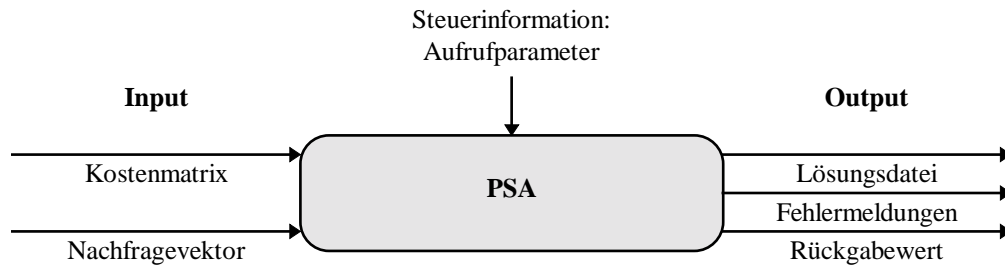 Steuerinformation:
Aufrufparameter
Input
Output
Kostenmatrix
PSA
Lösungsdatei
Fehlermeldungen
Nachfragevektor
Rückgabewert